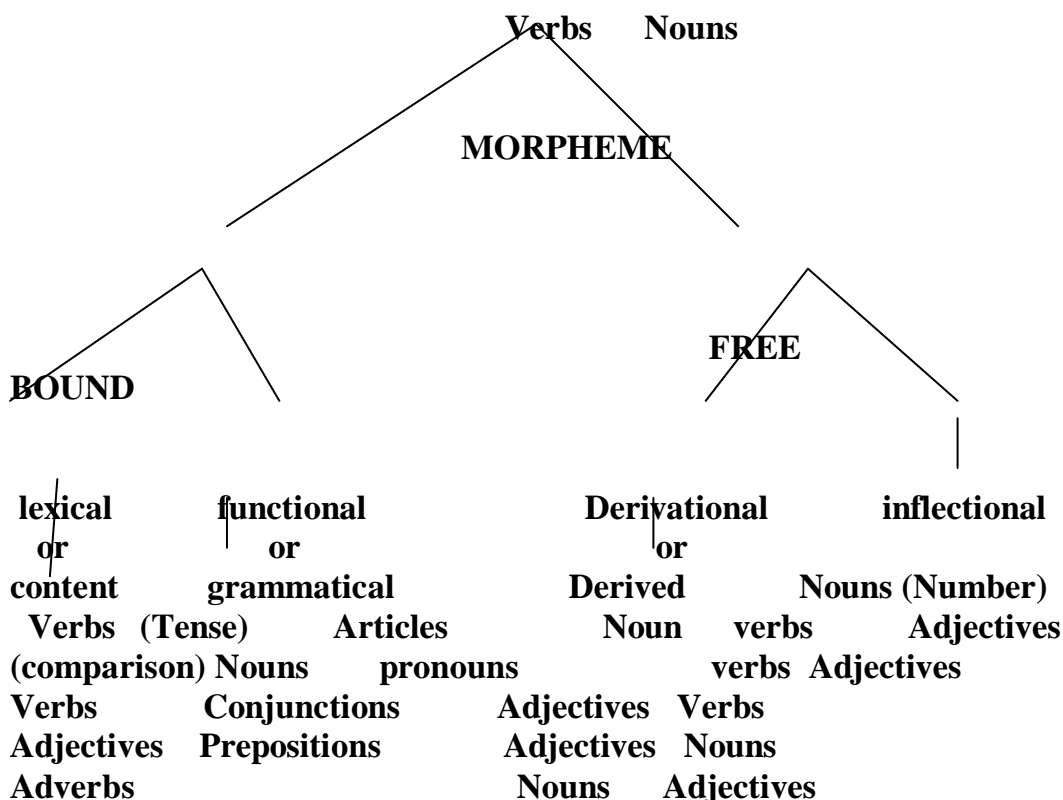 Verbs Nouns
MORPHEME
FREE
BOUND
lexical functional Derivational inflectional
or or or
content grammatical Derived Nouns (Number)
Verbs (Tense) Articles Noun verbs Adjectives
(comparison) Nouns pronouns verbs Adjectives
Verbs Conjunctions Adjectives Verbs
Adjectives Prepositions Adjectives Nouns
Adverbs Nouns Adjectives